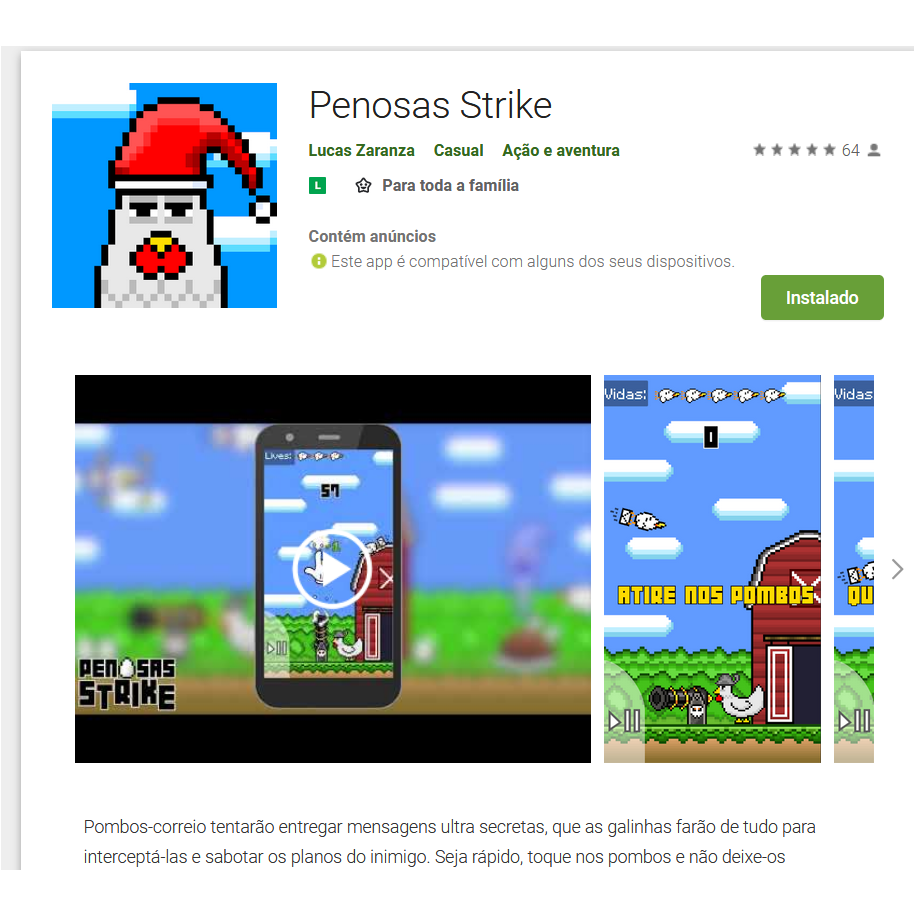 Penosas Strike
Lucas Zaranza Casual Ação e aventura
64
L Para toda a família
Contém anúncios
Este app é compatível com alguns dos seus dispositivos.
Instalado
Lives:
57
+1
PENOSAS
STRIKE
Vidas:
0
ATIRE NOS POMBOS
Vidas
QU
Pombos-correio tentarão entregar mensagens ultra secretas, que as galinhas farão de tudo para
interceptá-las e sabotar os planos do inimigo. Seja rápido, toque nos pombos e não deixe-os